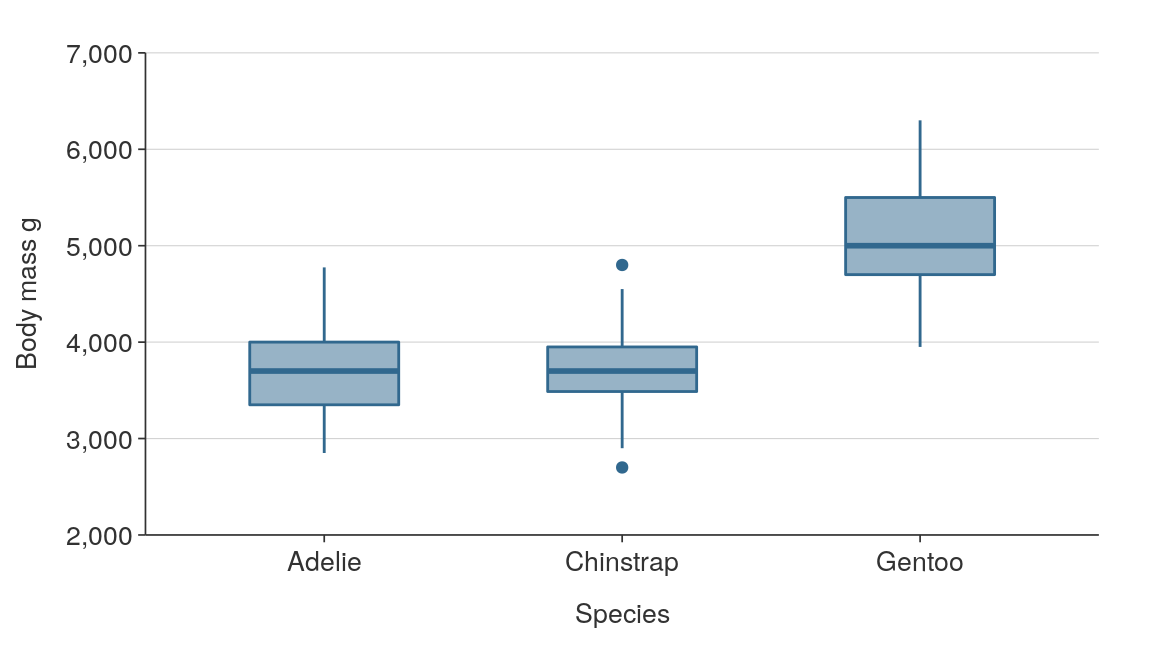 7,000
6,000
5,000
4,000
3,000
2,000
Body mass g
Adelie
Chinstrap
Gentoo
Species